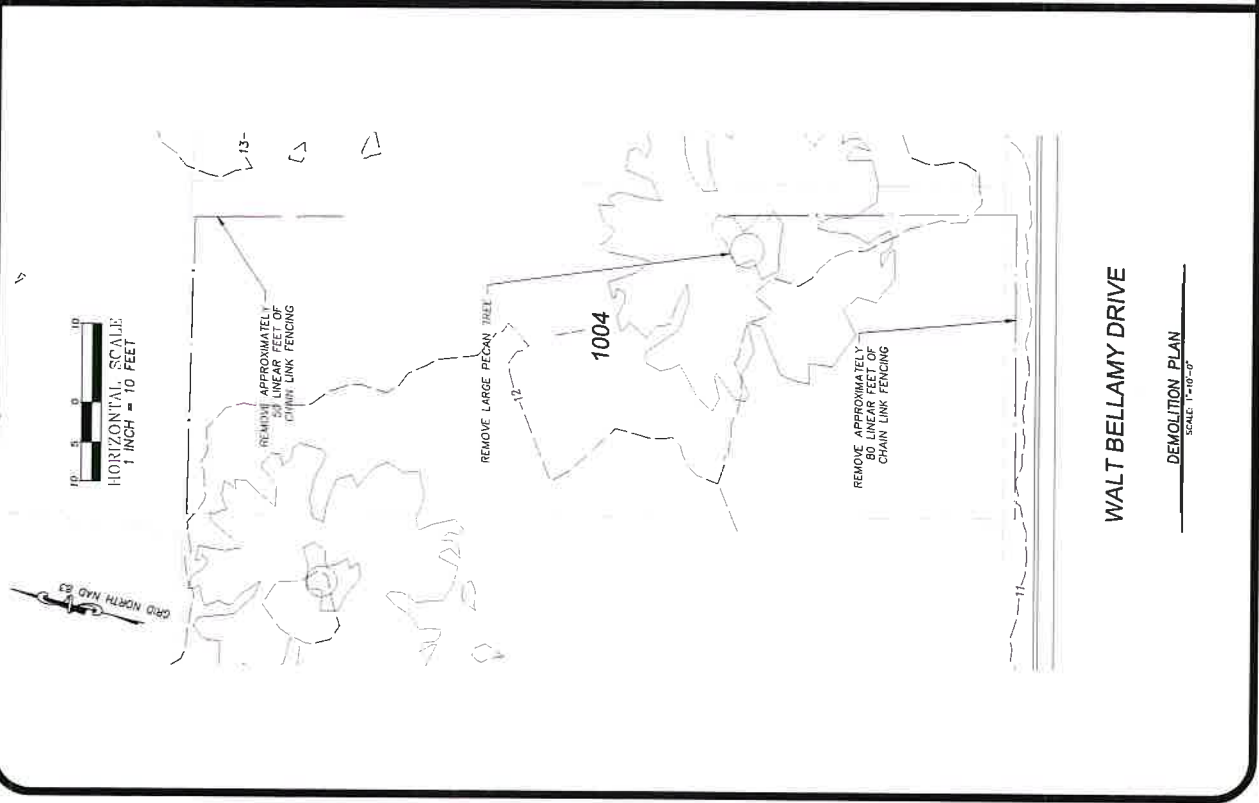 GRID NORTH NAD 83
10 5 0 10
HORIZONTAL SCALE
1 INCH = 10 FEET
13
REMOVE APPROXIMATELY
50 LINEAR FEET OF
CHAIN LINK FENCING
REMOVE LARGE PECAN TREE
12
1004
REMOVE APPROXIMATELY
80 LINEAR FEET OF
CHAIN LINK FENCING
11
WALT BELLAMY DRIVE
DEMOLITION PLAN
SCALE: 1"=10'-0"